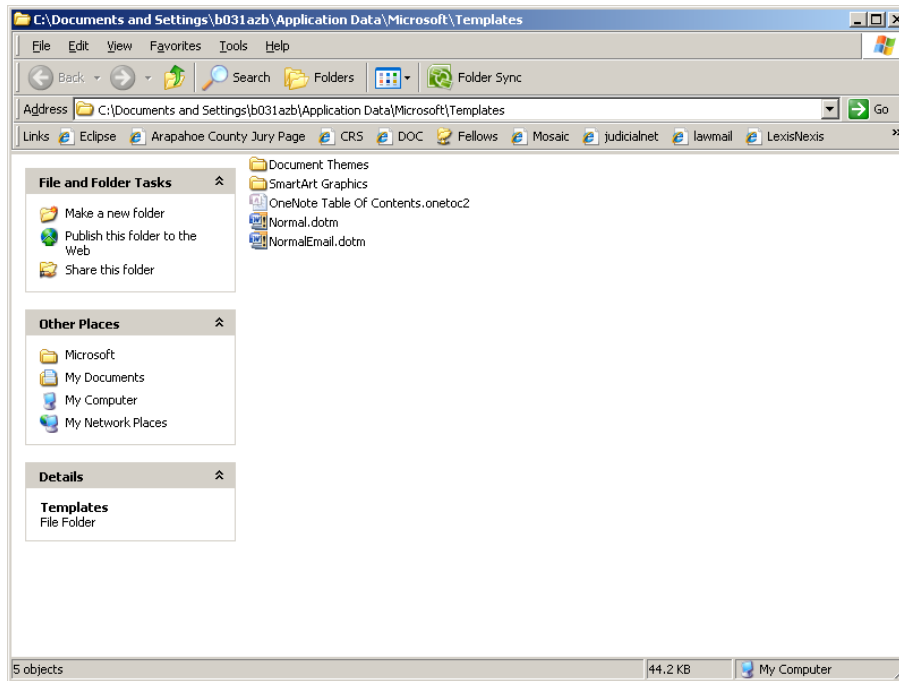 C:\Documents and Settings\b031azb\Application Data\Microsoft\Templates
File Edit View Favorites Tools Help
Back Search Folders Folder Sync
Address C:\Documents and Settings\b031azb\Application Data\Microsoft\Templates Go
Links Eclipse Arapahoe County Jury Page CRS DOC Fellows Mosaic judicialnet lawmail LexisNexis »
File and Folder Tasks
Make a new folder
Publish this folder to the
Web
Share this folder
Other Places
Microsoft
My Documents
My Computer
My Network Places
Details
Templates
File Folder
Document Themes
SmartArt Graphics
OneNote Table Of Contents.onetoc2
Normal.dotm
NormalEmail.dotm
5 objects 44.2 KB My Computer